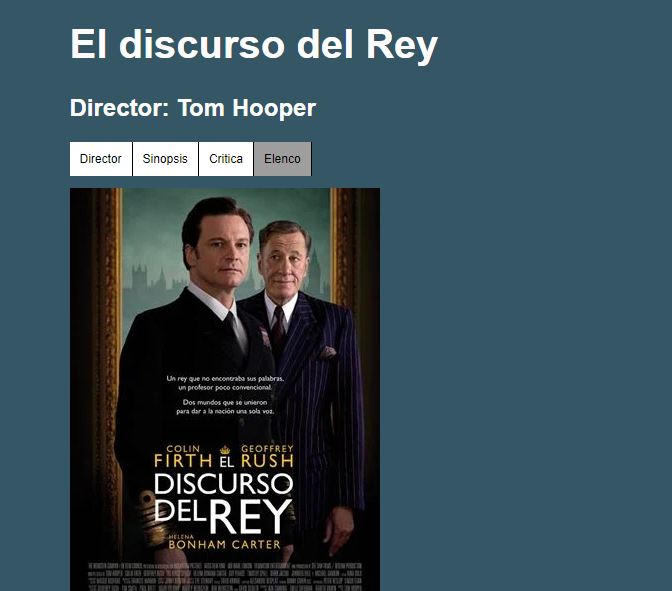 El discurso del Rey
Director: Tom Hooper
Director Sinopsis Critica Elenco
Un rey que no encontraba sus palabras,
un profesor poco convencional.
Dos mundos que se unieron
para dar a la nación una sola voz.
COLIN GEOFFREY
FIRTH EL RUSH
DISCURSO
DEL REY
HELENA
BONHAM CARTER